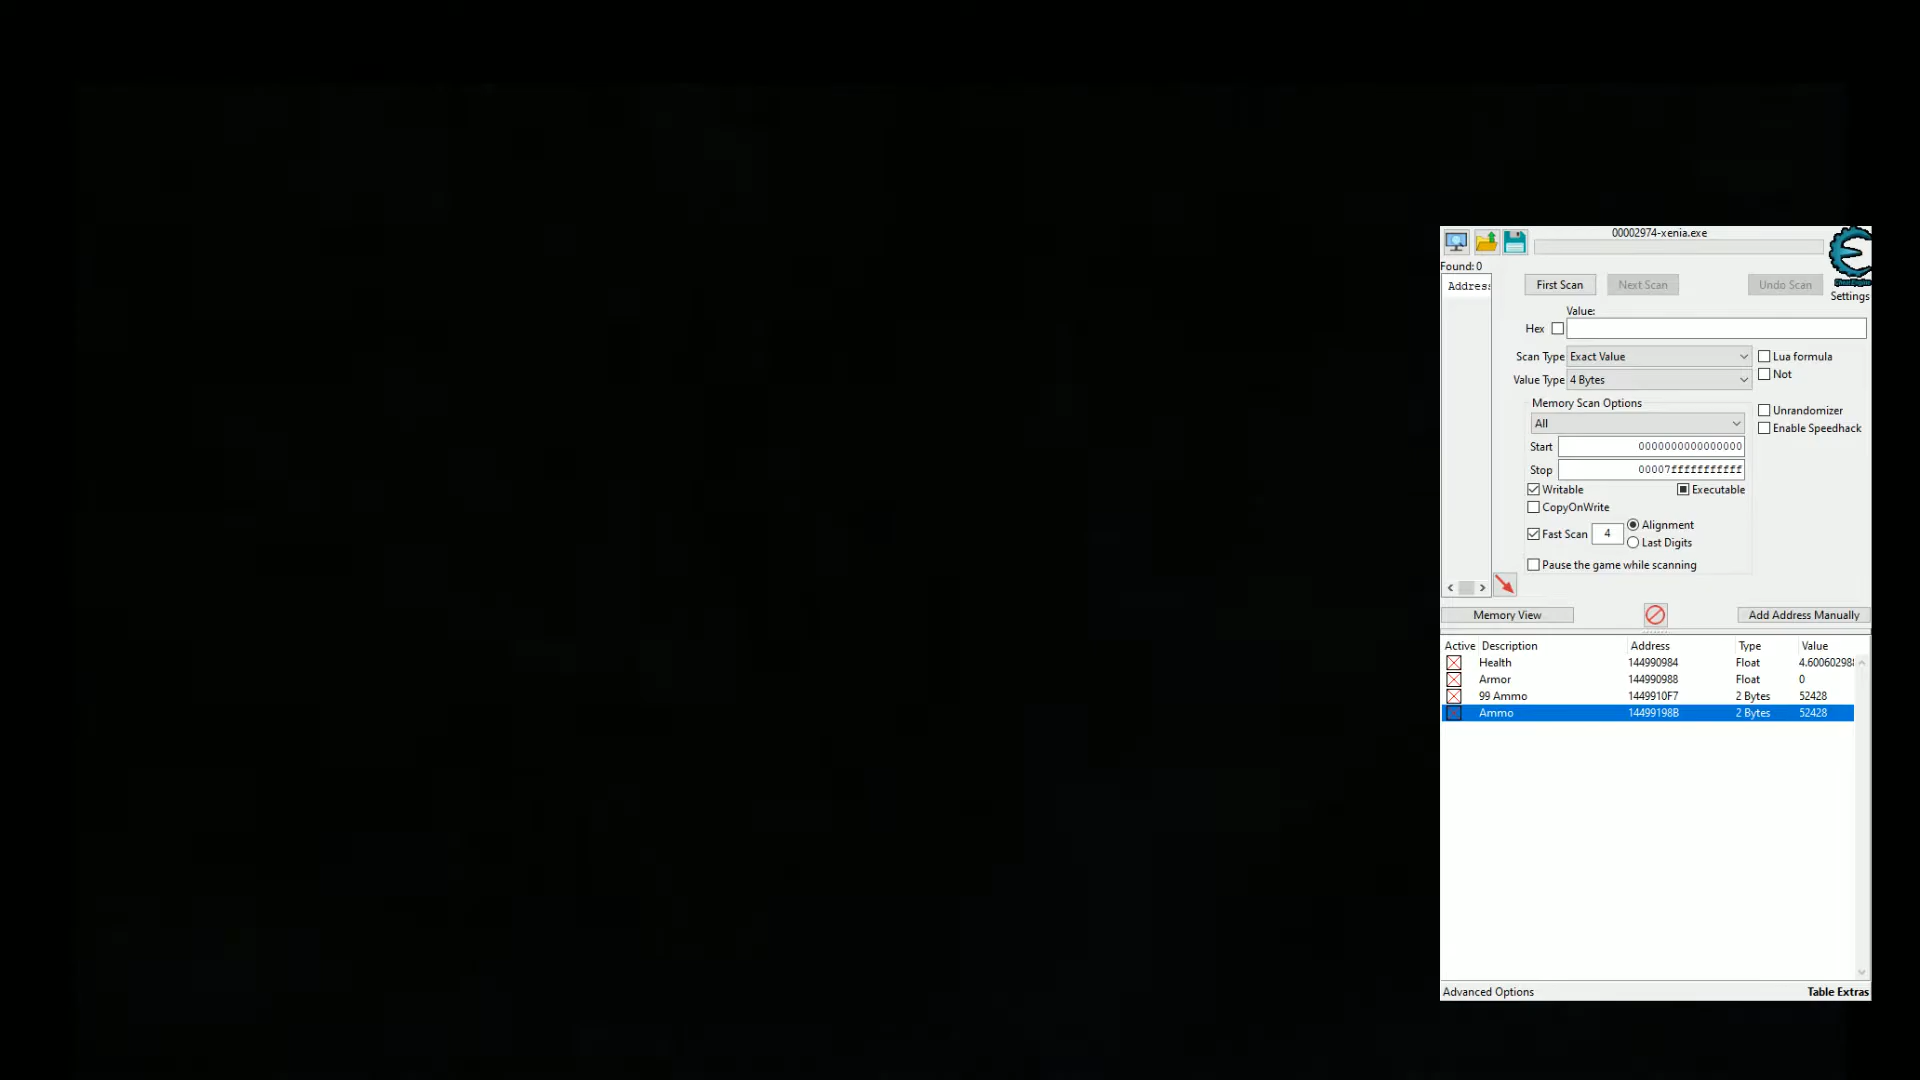 00002974-xenia.exe
Found: 0
Address
First Scan
Next Scan
Undo Scan
Settings
Value:
Hex
Scan Type Exact Value
Lua formula
Value Type 4 Bytes
Not
Memory Scan Options
All
Unrandomizer
Enable Speedhack
Start 0000000000000000
Stop 00007fffffffffff
Writable
Executable
CopyOnWrite
Alignment
Fast Scan 4
Last Digits
Pause the game while scanning
Memory View
Add Address Manually
Active Description Address Type Value
Health 144990984 Float 4.60060298
Armor 144990988 Float 0
99 Ammo 1449910F7 2 Bytes 52428
Ammo 14499198B 2 Bytes 52428
Advanced Options
Table Extras